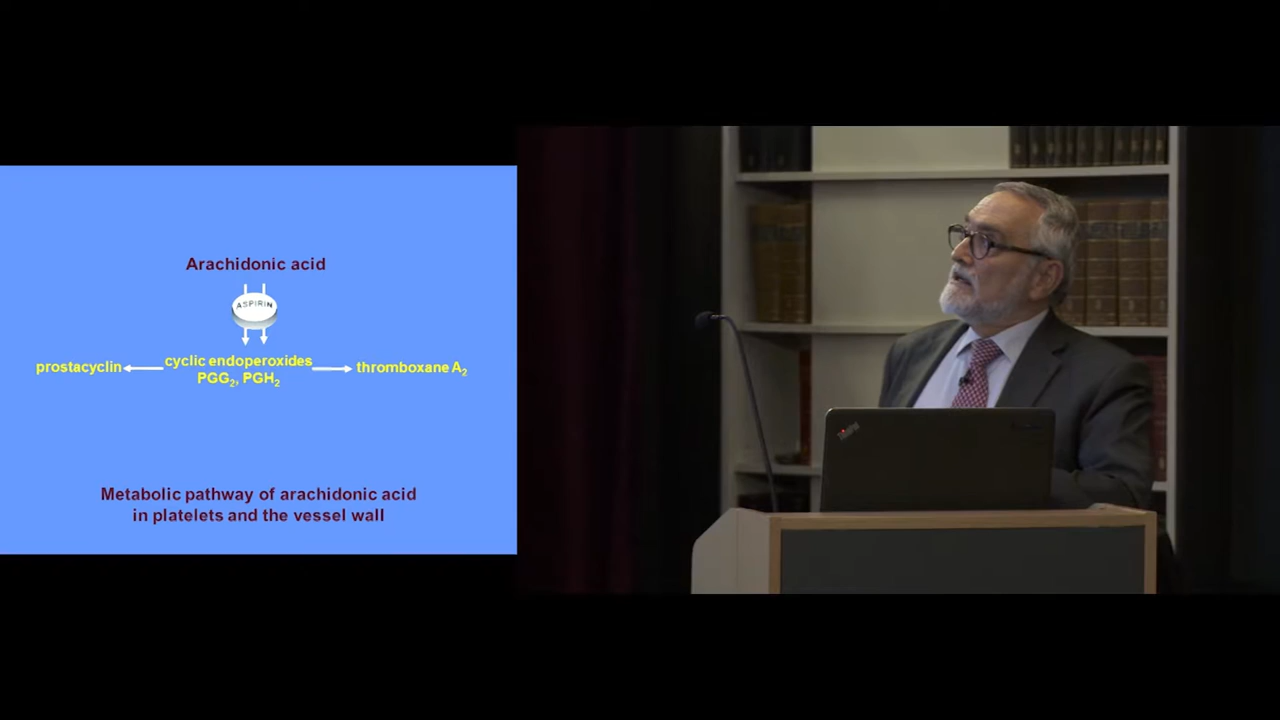 Arachidonic acid
ASPIRIN
prostacyclin
cyclic endoperoxides
PGG₂, PGH₂
thromboxane A₂
Metabolic pathway of arachidonic acid
in platelets and the vessel wall